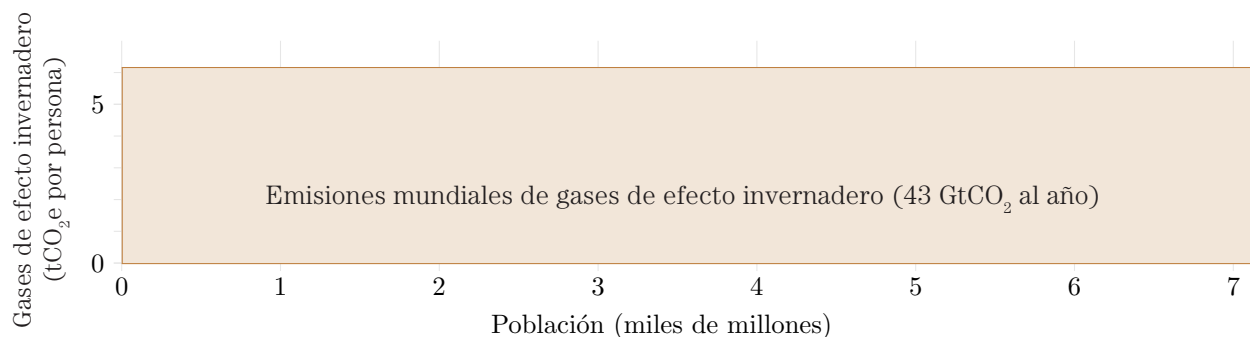 Gases de efecto invernadero
(tCO₂e por persona)
5
0
Emisiones mundiales de gases de efecto invernadero (43 GtCO₂ al año)
0 1 2 3 4 5 6 7
Población (miles de millones)